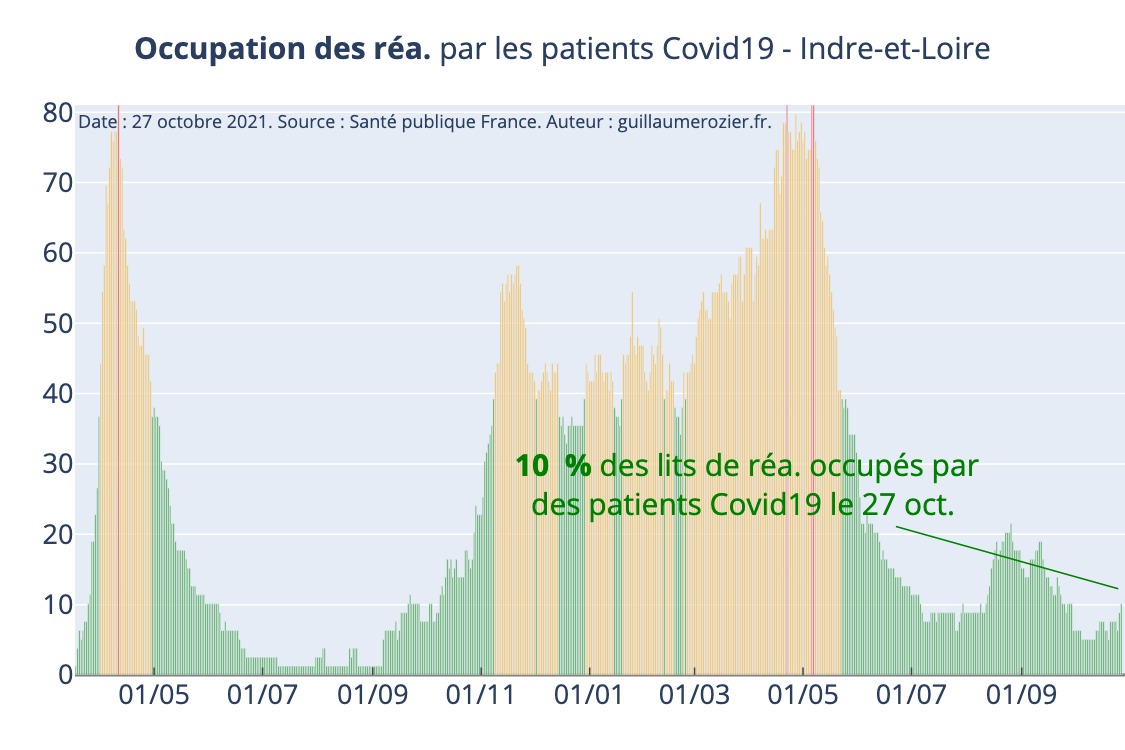 Occupation des réa. par les patients Covid19 - Indre-et-Loire
80
Date : 27 octobre 2021. Source : Santé publique France. Auteur : guillaumerozier.fr.
70
60
50
40
30
10 % des lits de réa. occupés par
des patients Covid19 le 27 oct.
20
10
0
01/05 01/07 01/09 01/11 01/01 01/03 01/05 01/07 01/09